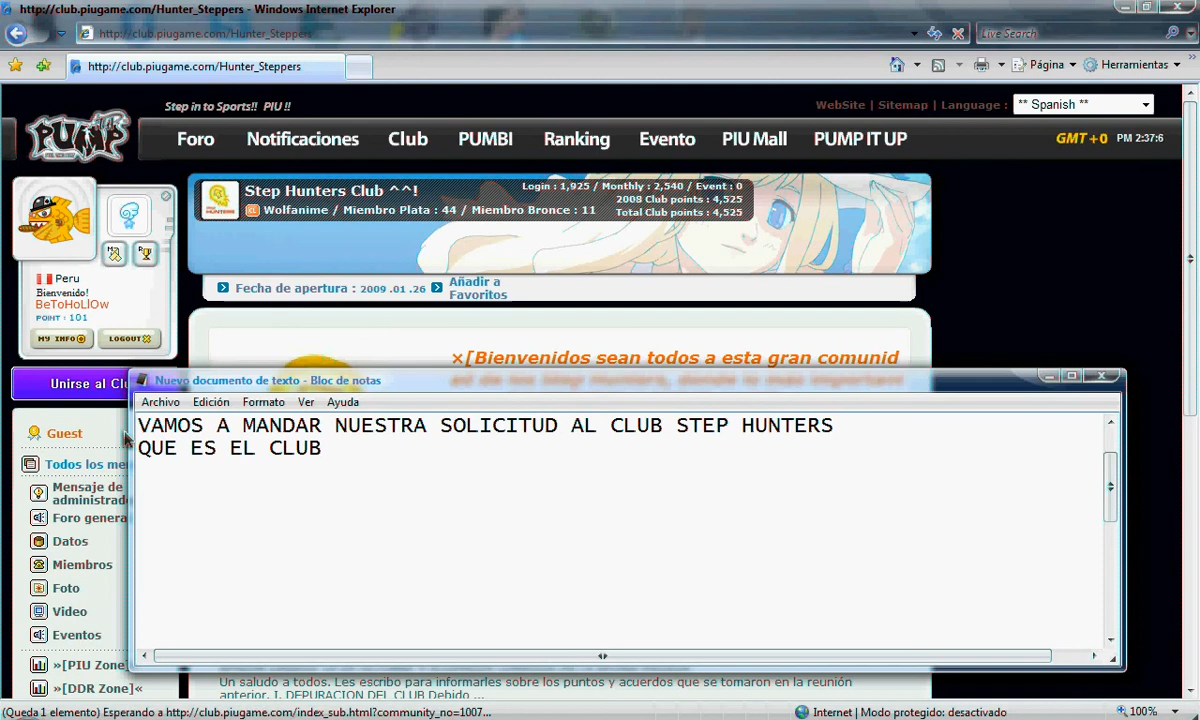 http://club.piugame.com/Hunter_Steppers - Windows Internet Explorer
http://club.piugame.com/Hunter_Steppers
Live Search
http://club.piugame.com/Hunter_Steppers
Página
Herramientas
Step in to Sports!! PIU !!
WebSite | Sitemap | Language :
** Spanish **
PUMP
Foro
Notificaciones
Club
PUMBI
Ranking
Evento
PIU Mall
PUMP IT UP
GMT+0 PM 2:37:6
Step Hunters Club ^^!
Wolfanime / Miembro Plata : 44 / Miembro Bronce : 11
Login : 1,925 / Monthly : 2,540 / Event : 0
2008 Club points : 4,525
Total Club points : 4,525
Peru
Bienvenido!
BeToHoLlOw
POINT : 101
MY INFO
LOGOUT
Fecha de apertura : 2009 .01 .26
Añadir a
Favoritos
×[Bienvenidos sean todos a esta gran comunid
Unirse al Clu
Nuevo documento de texto - Bloc de notas
Archivo
Edición
Formato
Ver
Ayuda
VAMOS A MANDAR NUESTRA SOLICITUD AL CLUB STEP HUNTERS
QUE ES EL CLUB
Guest
Todos los me
Mensaje de
administrado
Foro genera
Datos
Miembros
Foto
Video
Eventos
»[PIU Zone]
»[DDR Zone]«
Un saludo a todos. Les escribo para informarles sobre los puntos y acuerdos que se tomaron en la reunión
anterior. I. DEPURACION DEL CLUB Debido ...
(Queda 1 elemento) Esperando a http://club.piugame.com/index_sub.html?community_no=1007...
Internet | Modo protegido: desactivado
100%